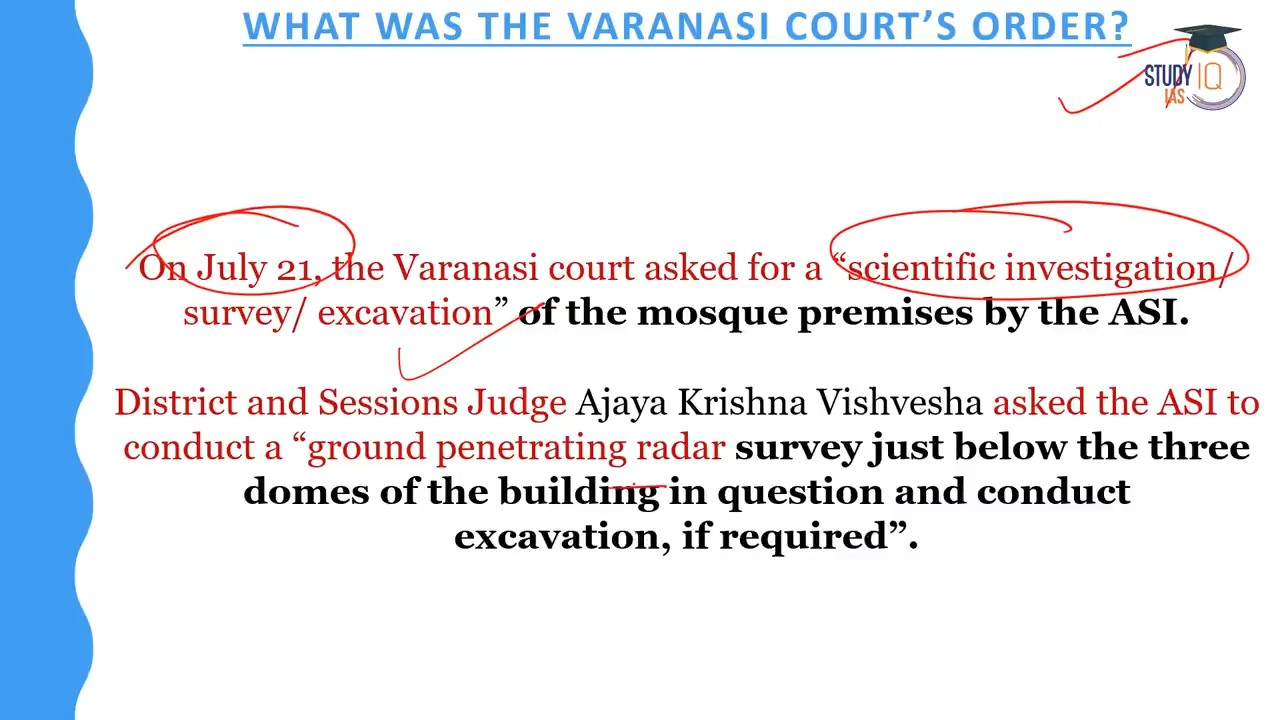 WHAT WAS THE VARANASI COURT’S ORDER?
STUDY IQ
IAS
On July 21, the Varanasi court asked for a “scientific investigation/
survey/ excavation” of the mosque premises by the ASI.
District and Sessions Judge Ajaya Krishna Vishvesha asked the ASI to
conduct a “ground penetrating radar survey just below the three
domes of the building in question and conduct
excavation, if required”.